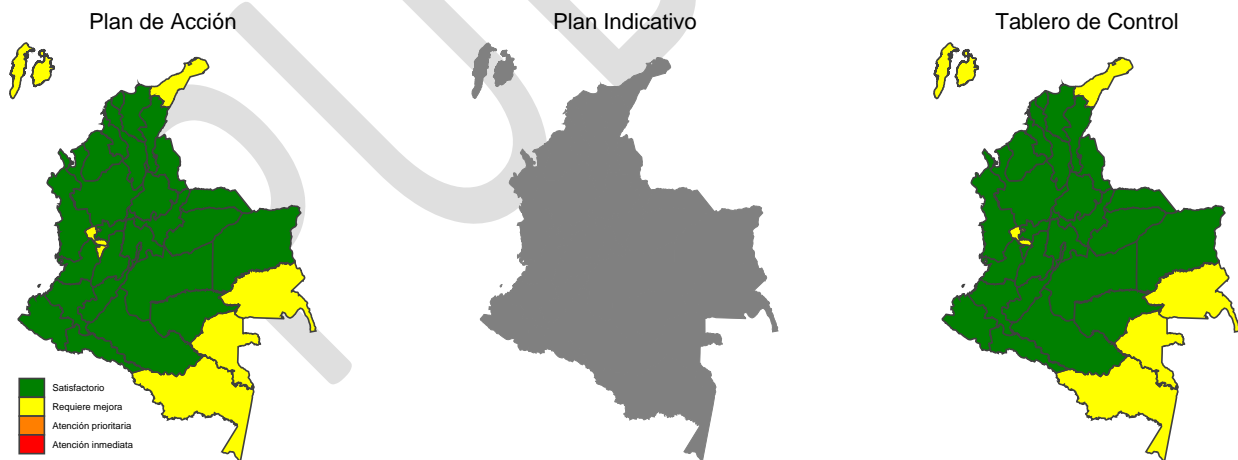 Plan de Acción
Plan Indicativo
Tablero de Control
Satisfactorio
Requiere mejora
Atención prioritaria
Atención inmediata